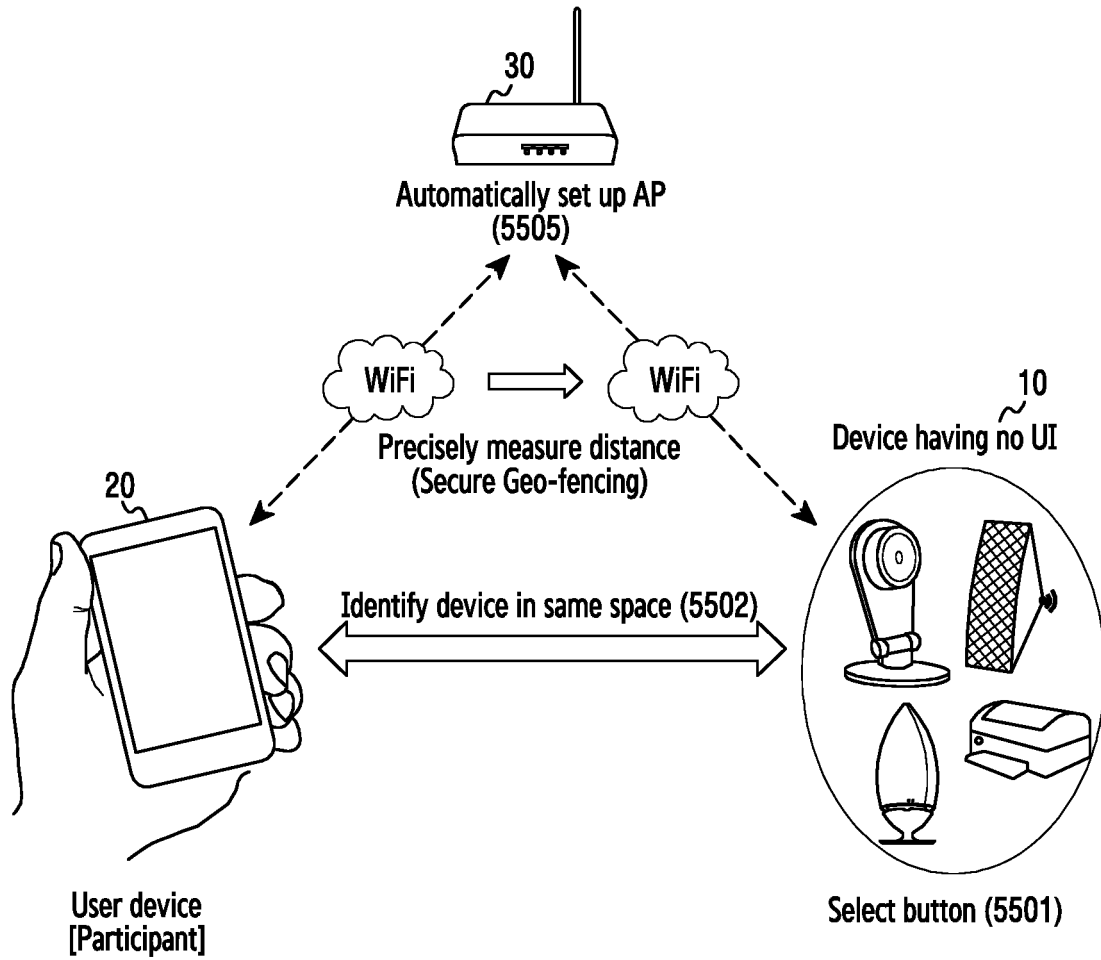 30
Automatically set up AP
(5505)
WiFi
WiFi
Precisely measure distance
(Secure Geo-fencing)
10
Device having no UI
20
Identify device in same space (5502)
User device
[Participant]
Select button (5501)